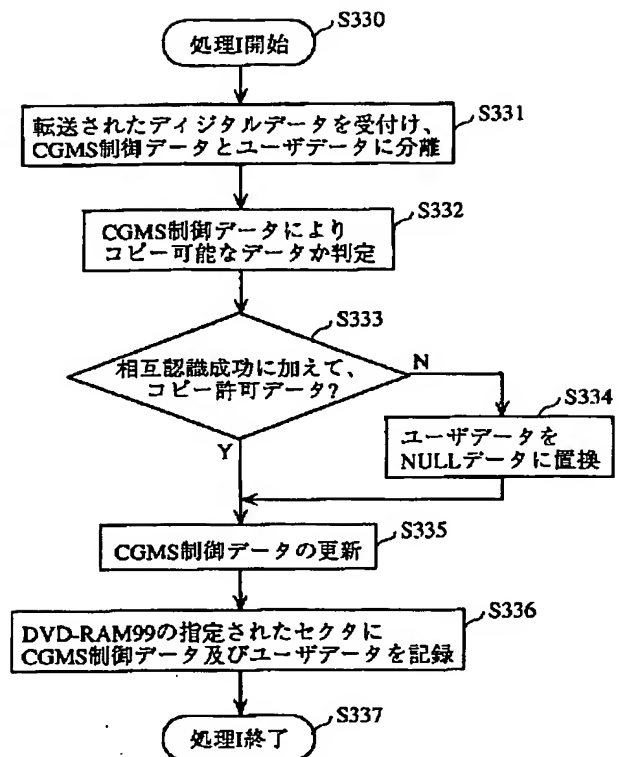 S330
処理I開始
S331
転送されたディジタルデータを受付け、
CGMS制御データとユーザデータに分離
S332
CGMS制御データにより
コピー可能なデータか判定
S333
相互認識成功に加えて、
コピー許可データ?
N
S334
ユーザデータを
NULLデータに置換
Y
S335
CGMS制御データの更新
S336
DVD-RAM99の指定されたセクタに
CGMS制御データ及びユーザデータを記録
S337
処理I終了